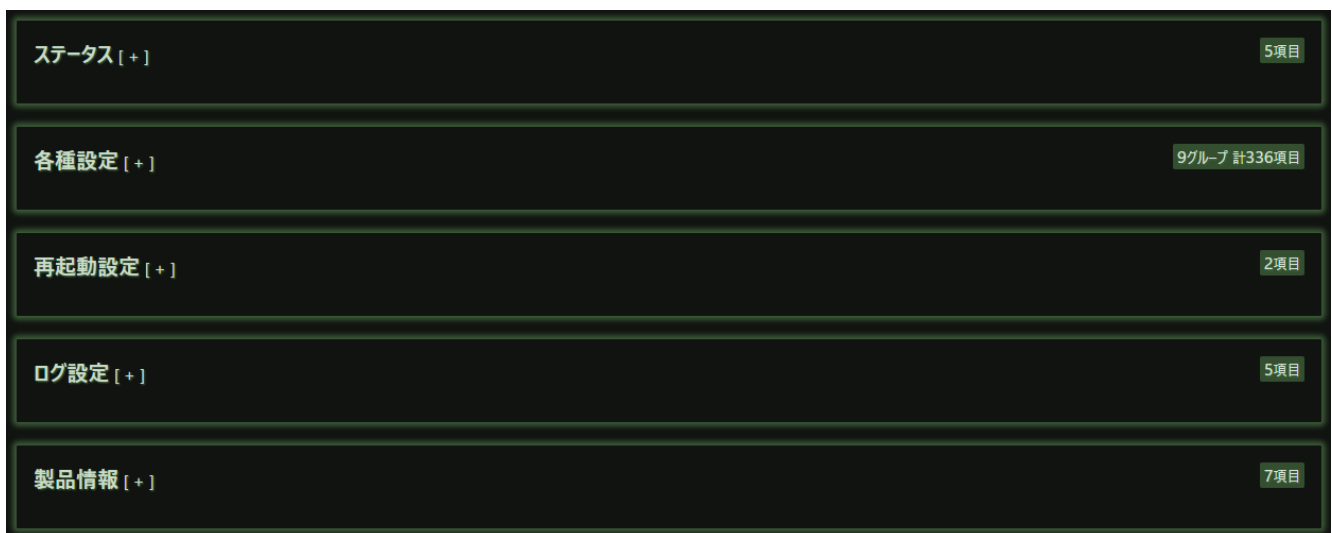 ステータス [ + ] 5項目
各種設定 [ + ] 9グループ 計336項目
再起動設定 [ + ] 2項目
ログ設定 [ + ] 5項目
製品情報 [ + ] 7項目